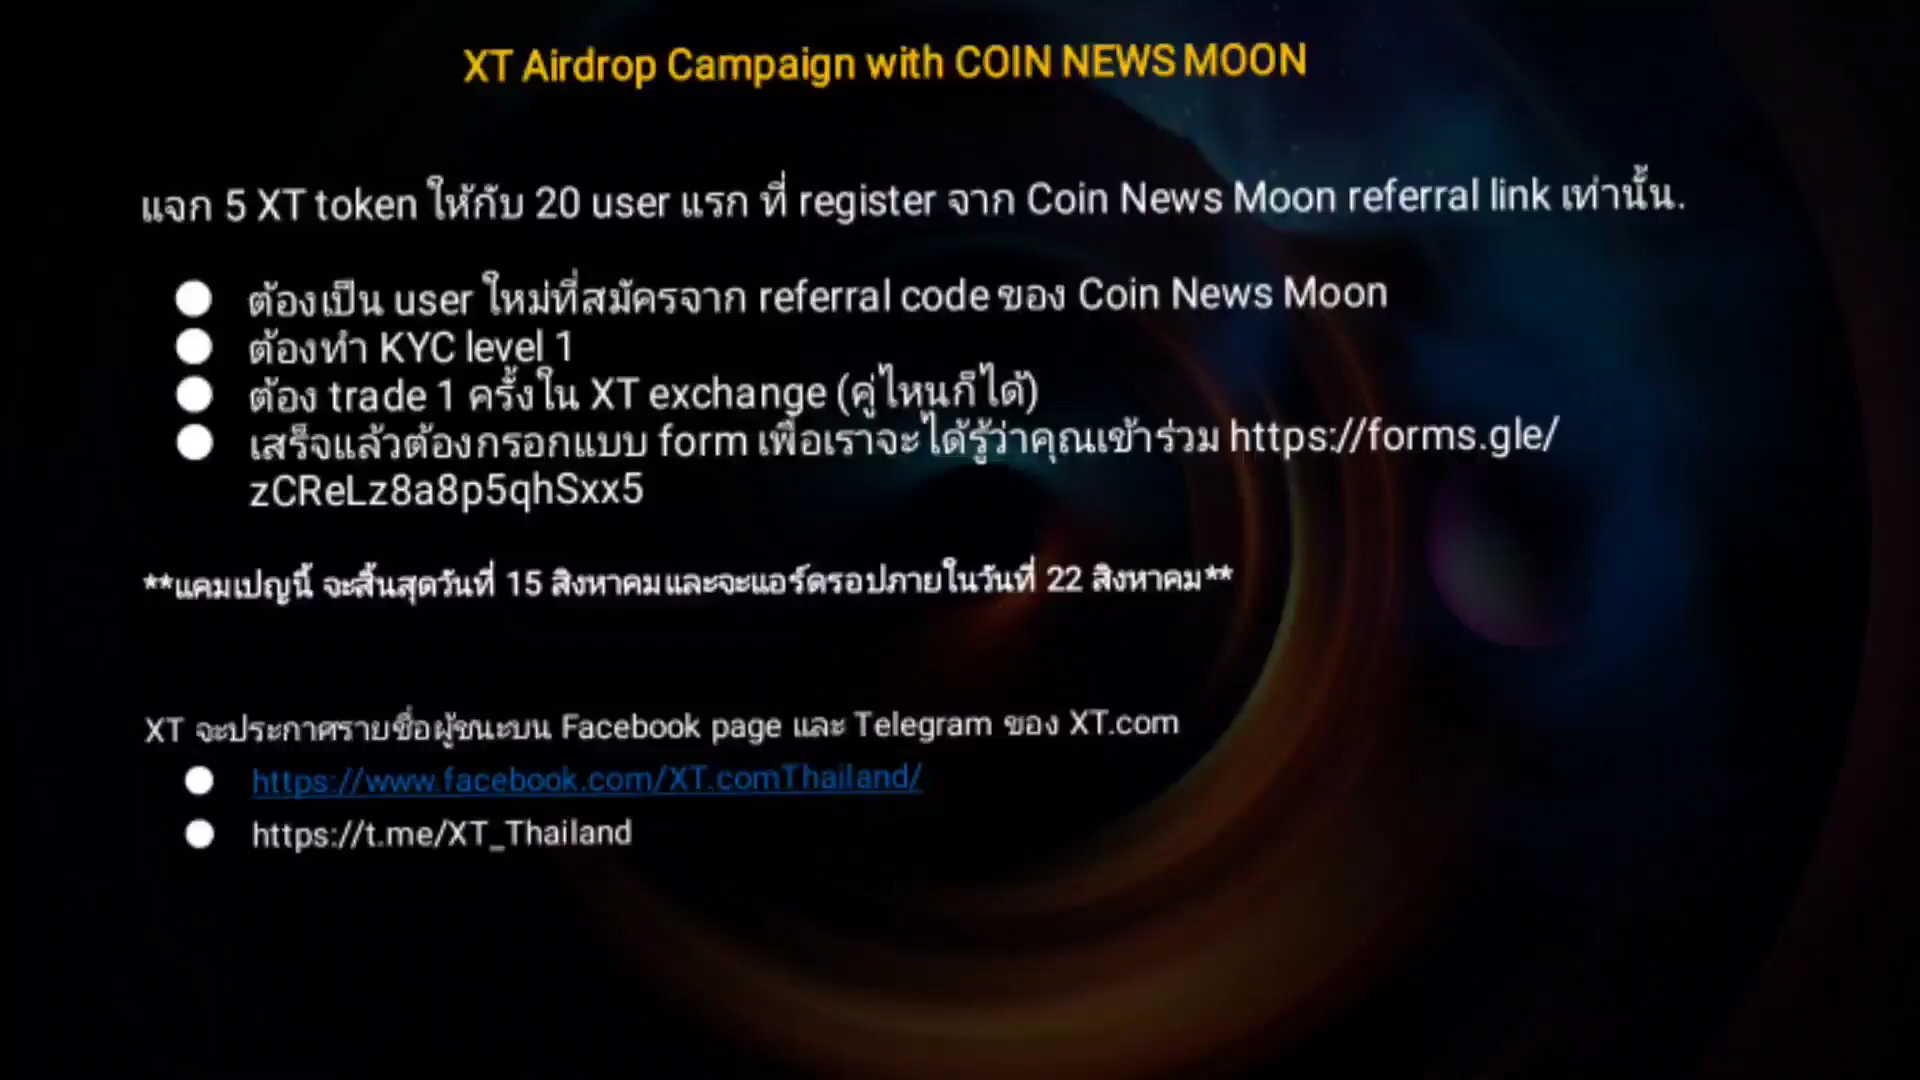 XT Airdrop Campaign with COIN NEWS MOON
แจก 5 XT token ให้กับ 20 user แรก ที่ register จาก Coin News Moon referral link เท่านั้น.
● ต้องเป็น user ใหม่ที่สมัครจาก referral code ของ Coin News Moon
● ต้องทำ KYC level 1
● ต้อง trade 1 ครั้งใน XT exchange (คู่ไหนก็ได้)
● เสร็จแล้วต้องกรอกแบบ form เพื่อเราจะได้รู้ว่าคุณเข้าร่วม https://forms.gle/
zCReLz8a8p5qhSxx5
**แคมเปญนี้ จะสิ้นสุดวันที่ 15 สิงหาคมและจะแอร์ดรอปภายในวันที่ 22 สิงหาคม**
XT จะประกาศรายชื่อผู้ชนะบน Facebook page และ Telegram ของ XT.com
● https://www.facebook.com/XT.comThailand/
● https://t.me/XT_Thailand